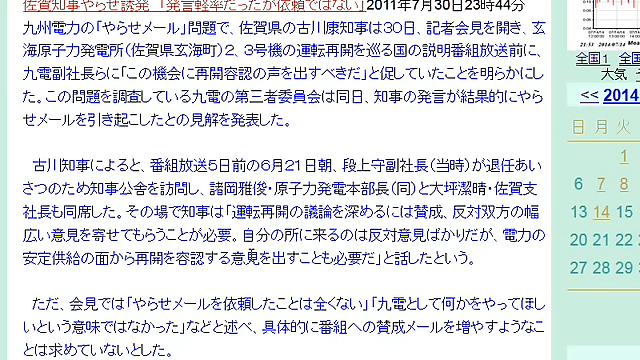 佐賀知事やらせ誘発 「発言軽率だったが依頼ではない」2011年7月30日23時44分
九州電力の「やらせメール」問題で、佐賀県の古川康知事は30日、記者会見を開き、玄
海原子力発電所(佐賀県玄海町)2、3号機の運転再開を巡る国の説明番組放送前に、
九電副社長らに「この機会に再開容認の声を出すべきだ」と促していたことを明らかにし
た。この問題を調査している九電の第三者委員会は同日、知事の発言が結果的にやら
せメールを引き起こしたとの見解を発表した。
古川知事によると、番組放送5日前の6月21日朝、段上守副社長(当時)が退任あい
さつのため知事公舎を訪問し、諸岡雅俊・原子力発電本部長(同)と大坪潔晴・佐賀支
社長も同席した。その場で知事は「運転再開の議論を深めるには賛成、反対双方の幅
広い意見を寄せてもらうことが必要。自分の所に来るのは反対意見ばかりだが、電力の
安定供給の面から再開を容認する意見を出すことも必要だ」と話したという。
ただ、会見では「やらせメールを依頼したことは全くない」「九電として何かをやってほし
いという意味ではなかった」などと述べ、具体的に番組への賛成メールを増やすようなこ
とは求めていないとした。
21:53 2014/07/14 Mea
全国1 全国
大気
<< 2014
日 月 火
1
6 7 8
13 14 15
20 21 22
27 28 29